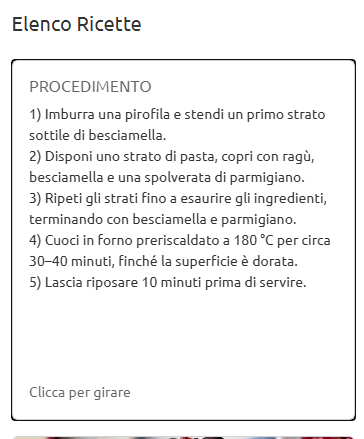 Elenco Ricette
PROCEDIMENTO
1) Imburra una pirofila e stendi un primo strato
sottile di besciamella.
2) Disponi uno strato di pasta, copri con ragù,
besciamella e una spolverata di parmigiano.
3) Ripeti gli strati fino a esaurire gli ingredienti,
terminando con besciamella e parmigiano.
4) Cuoci in forno preriscaldato a 180 °C per circa
30–40 minuti, finché la superficie è dorata.
5) Lascia riposare 10 minuti prima di servire.
Clicca per girare